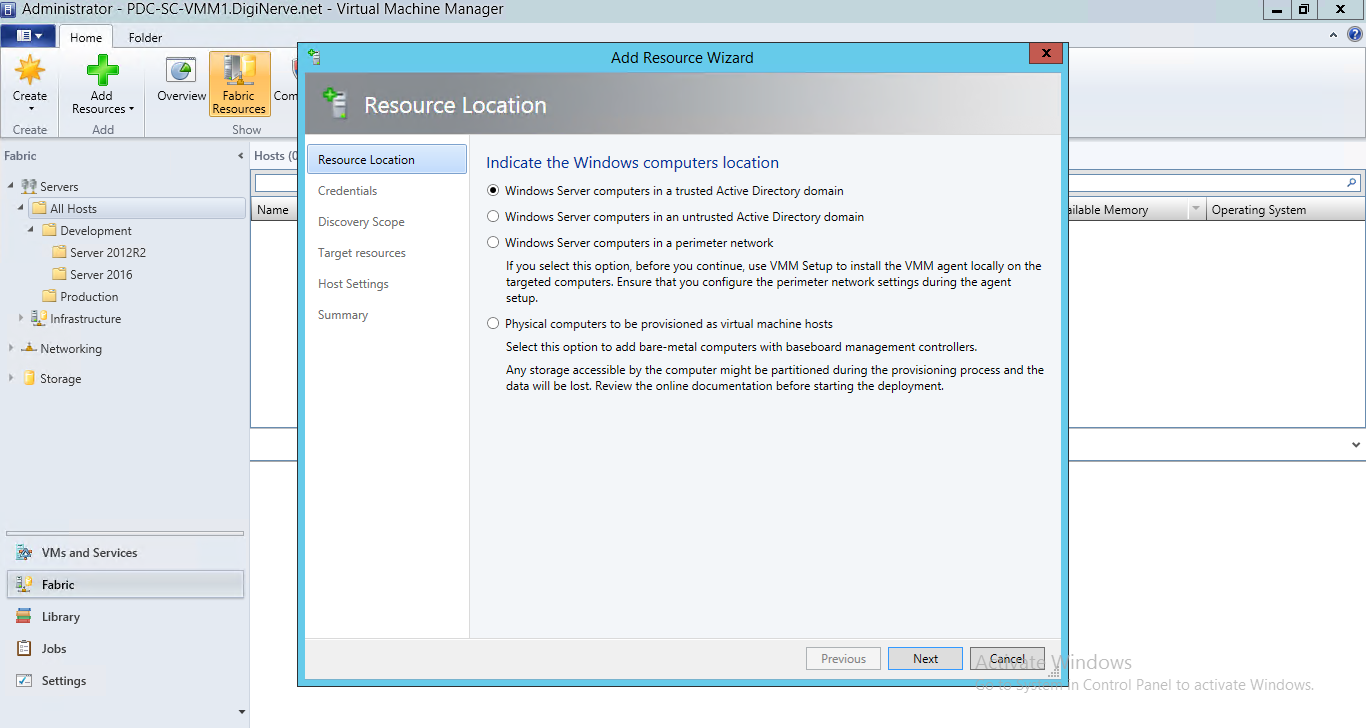 Administrator - PDC-SC-VMM1.DigiNerve.net - Virtual Machine Manager
Home Folder
Create
Add Resources
Overview
Fabric Resources
Com
Create Add Show
Fabric
Servers
All Hosts
Development
Server 2012R2
Server 2016
Production
Infrastructure
Networking
Storage
VMs and Services
Fabric
Library
Jobs
Settings
Hosts (0
Name
ailable Memory Operating System
Add Resource Wizard
X
Resource Location
Resource Location
Credentials
Discovery Scope
Target resources
Host Settings
Summary
Indicate the Windows computers location
Windows Server computers in a trusted Active Directory domain
Windows Server computers in an untrusted Active Directory domain
Windows Server computers in a perimeter network
If you select this option, before you continue, use VMM Setup to install the VMM agent locally on the
targeted computers. Ensure that you configure the perimeter network settings during the agent
setup.
Physical computers to be provisioned as virtual machine hosts
Select this option to add bare-metal computers with baseboard management controllers.
Any storage accessible by the computer might be partitioned during the provisioning process and the
data will be lost. Review the online documentation before starting the deployment.
Previous Next Cancel
Activate Windows
Go to System in Control Panel to activate Windows.